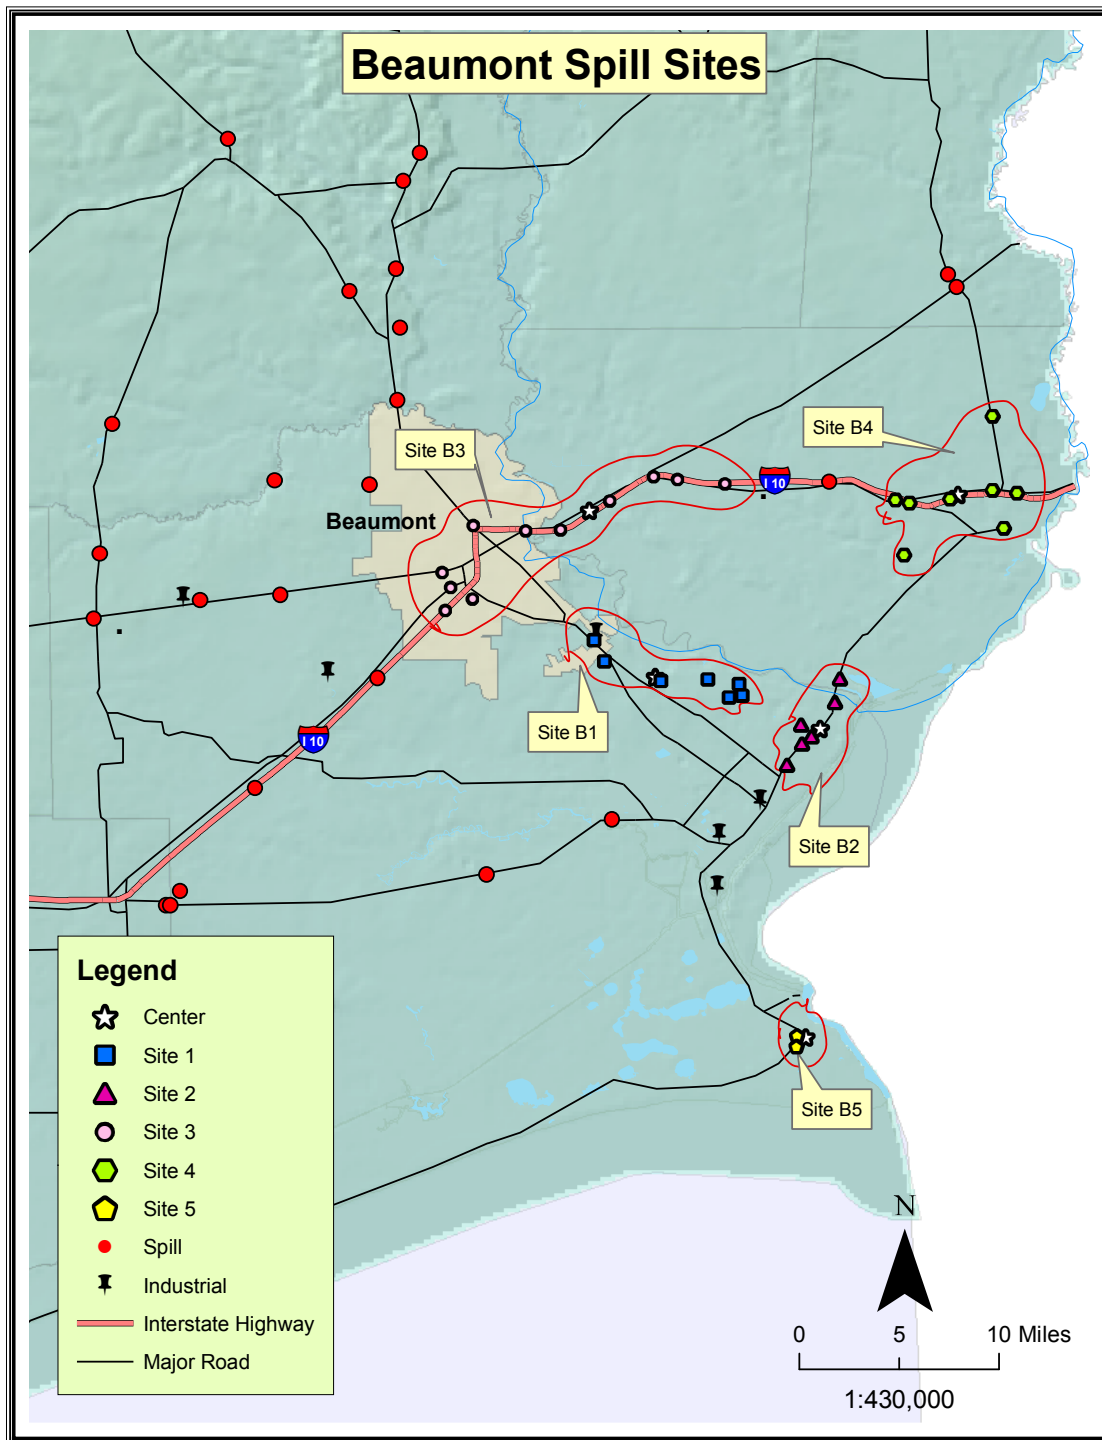 Beaumont Spill Sites
Site B4
Site B3
I 10
Beaumont
Site B1
I 10
Site B2
Legend
Center
Site 1
Site 2
Site 3
Site 4
Site 5
Spill
Industrial
Interstate Highway
Major Road
Site B5
N
0 5 10 Miles
1:430,000